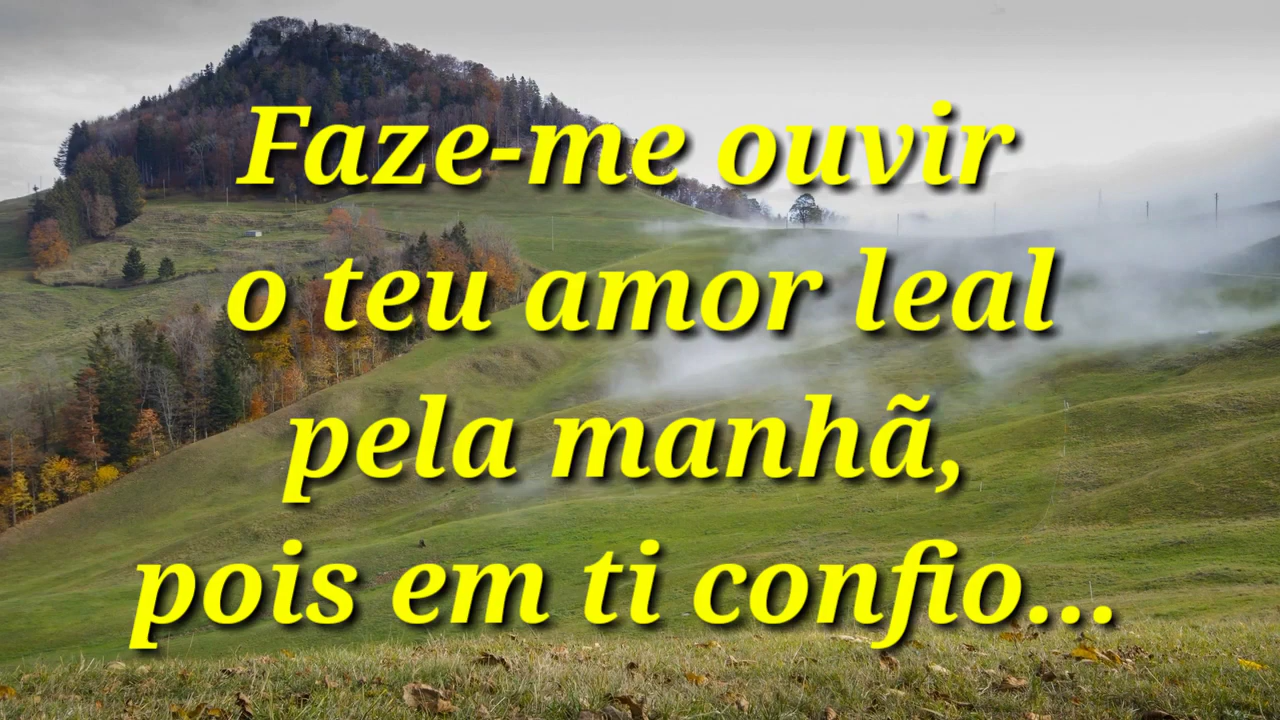 Faze-me ouvir
o teu amor leal
pela manhã,
pois em ti confio...